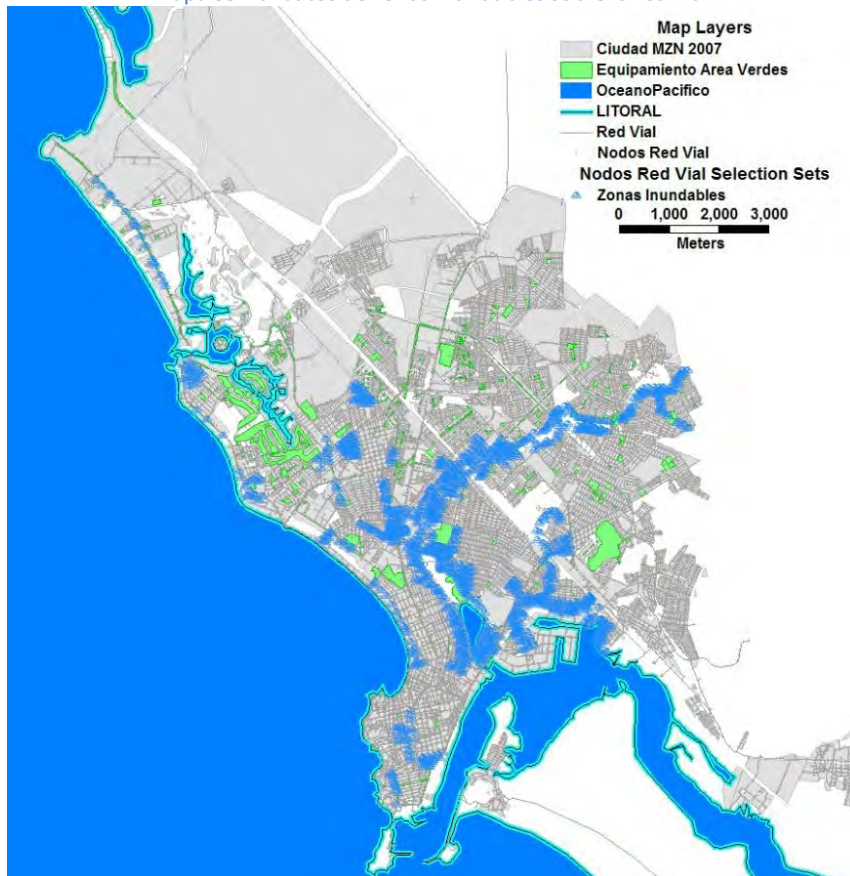 Map Layers
Ciudad MZN 2007
Equipamiento Area Verdes
OceanoPacifico
LITORAL
Red Vial
Nodos Red Vial
Nodos Red Vial Selection Sets
Zonas Inundables
0 1,000 2,000 3,000
Meters